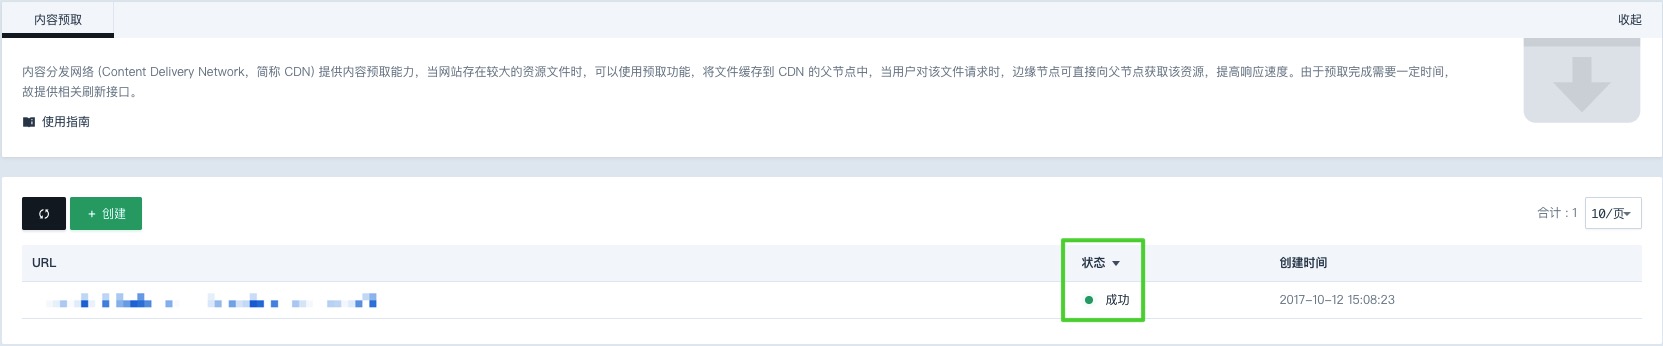 内容预取
收起
内容分发网络 (Content Delivery Network，简称 CDN) 提供内容预取能力，当网站存在较大的资源文件时，可以使用预取功能，将文件缓存到 CDN 的父节点中，当用户对该文件请求时，边缘节点可直接向父节点获取该资源，提高响应速度。由于预取完成需要一定时间，
故提供相关刷新接口。
使用指南
+ 创建
合计 : 1
10/页
URL
状态
创建时间
成功
2017-10-12 15:08:23